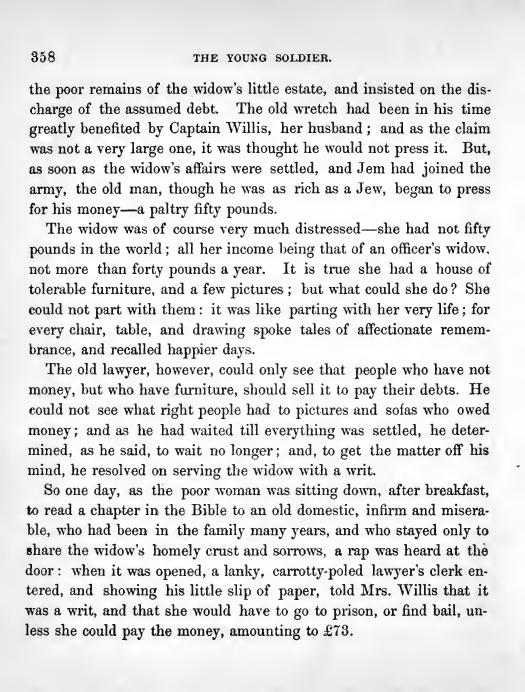 358 THE YOUNG SOLDIER.
the poor remains of the widow's little estate, and insisted on the dis-
charge of the assumed debt. The old wretch had been in his time
greatly benefited by Captain Willis, her husband; and as the claim
was not a very large one, it was thought he would not press it. But,
as soon as the widow's affairs were settled, and Jem had joined the
army, the old man, though he was as rich as a Jew, began to press
for his money—a paltry fifty pounds.
The widow was of course very much distressed—she had not fifty
pounds in the world; all her income being that of an officer's widow,
not more than forty pounds a year. It is true she had a house of
tolerable furniture, and a few pictures; but what could she do? She
could not part with them: it was like parting with her very life; for
every chair, table, and drawing spoke tales of affectionate remem-
brance, and recalled happier days.
The old lawyer, however, could only see that people who have not
money, but who have furniture, should sell it to pay their debts. He
could not see what right people had to pictures and sofas who owed
money; and as he had waited till everything was settled, he deter-
mined, as he said, to wait no longer; and, to get the matter off his
mind, he resolved on serving the widow with a writ.
So one day, as the poor woman was sitting down, after breakfast,
to read a chapter in the Bible to an old domestic, infirm and misera-
ble, who had been in the family many years, and who stayed only to
share the widow's homely crust and sorrows, a rap was heard at the
door: when it was opened, a lanky, carrotty-poled lawyer's clerk en-
tered, and showing his little slip of paper, told Mrs. Willis that it
was a writ, and that she would have to go to prison, or find bail, un-
less she could pay the money, amounting to £73.